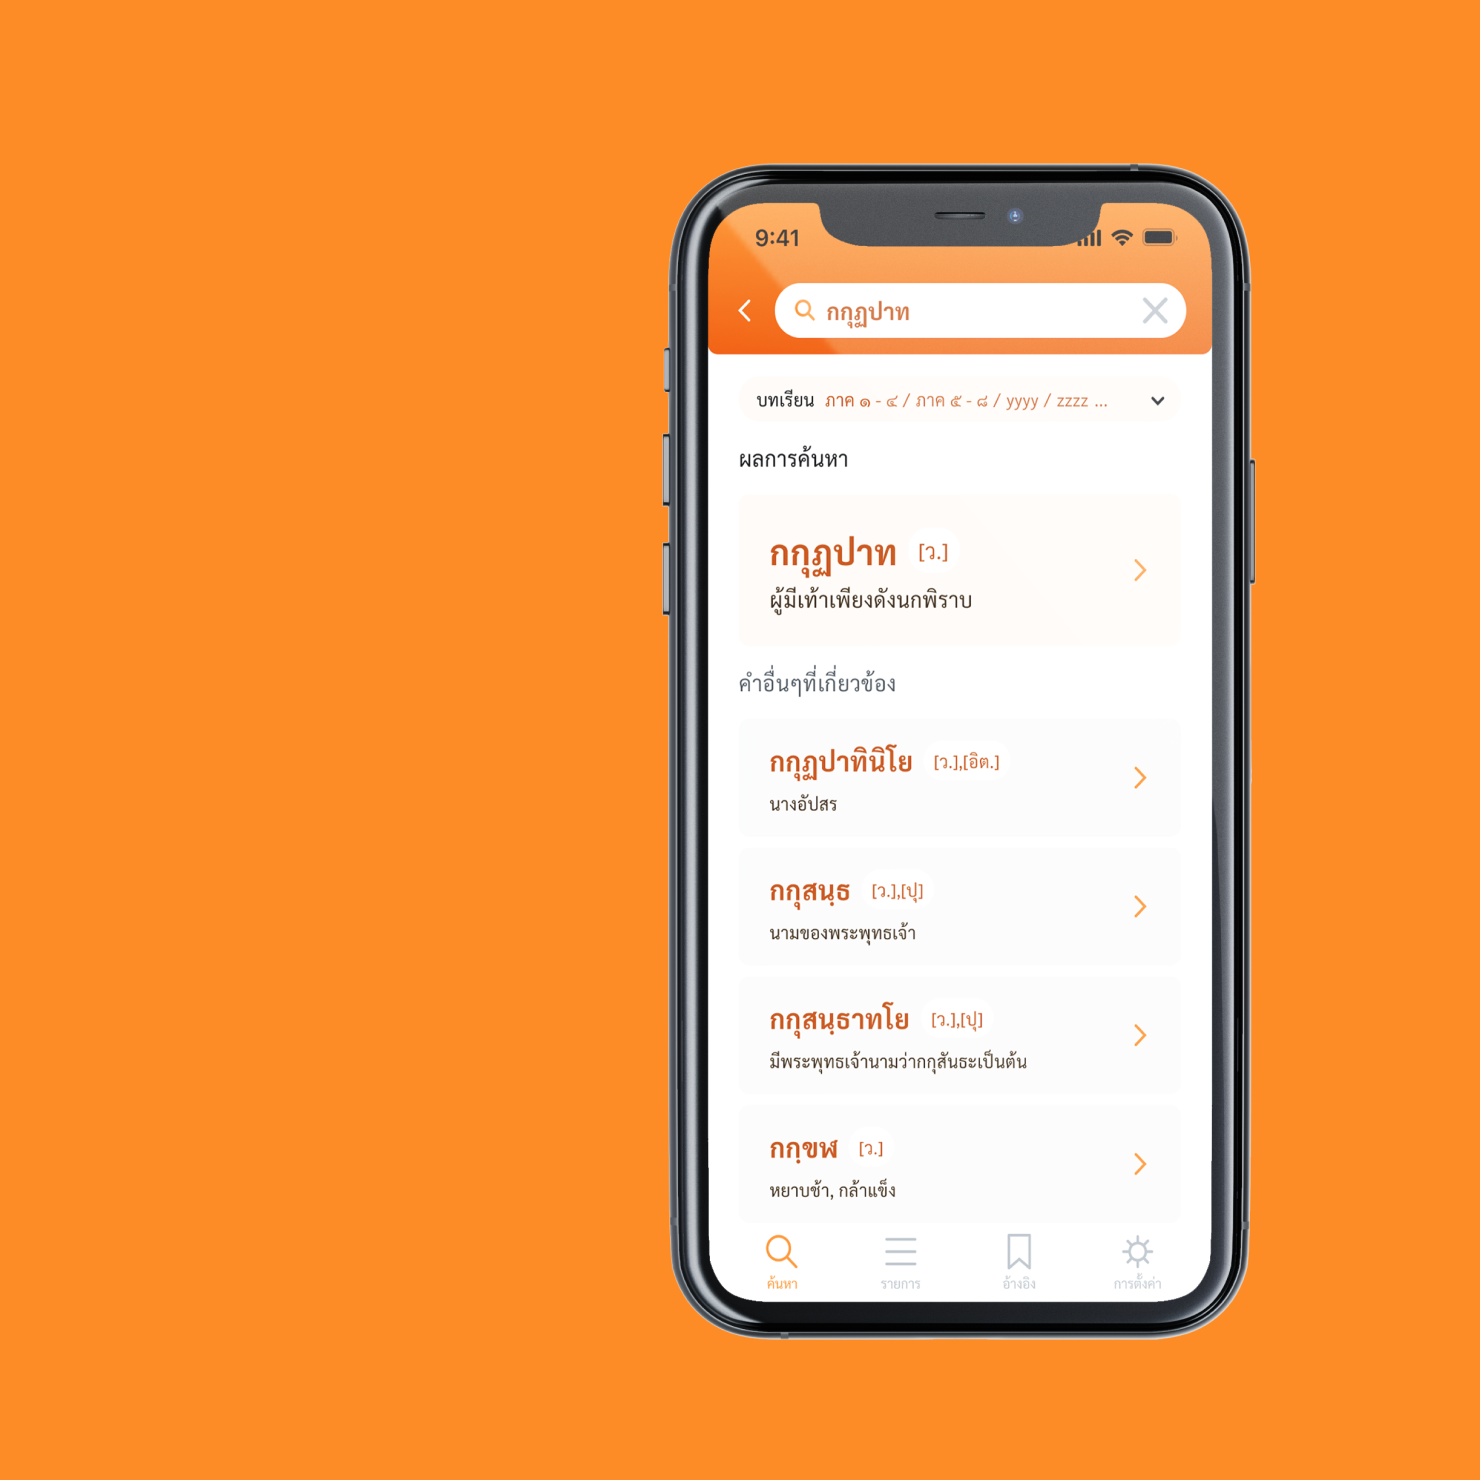 9:41
กกุฏปาท
บทเรียน ภาค ๑ - ๔ / ภาค ๕ - ๘ / yyyy / zzzz ...
ผลการค้นหา
กกุฏปาท [ว.]
ผู้มีเท้าเพียงดังนกพิราบ
คำอื่นๆที่เกี่ยวข้อง
กกุฏปาทินิโย [ว.],[อิต.]
นางอัปสร
กกุสนฺธ [ว.],[ปุ]
นามของพระพุทธเจ้า
กกุสนฺธาทโย [ว.],[ปุ]
มีพระพุทธเจ้านามว่ากกุสันธะเป็นต้น
กกฺขฬ [ว.]
หยาบช้า, กล้าแข็ง
ค้นหา รายการ อ้างอิง การตั้งค่า